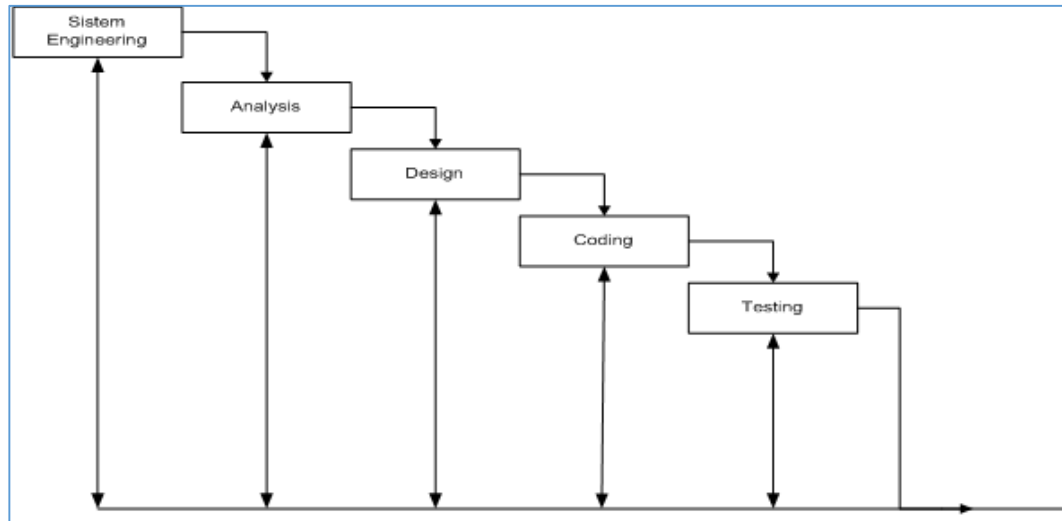 Sistem
Engineering
Analysis
Design
Coding
Testing